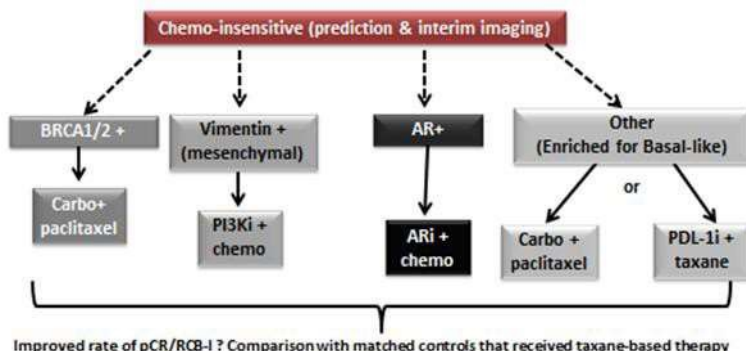 Chemo-insensitive (prediction & interim imaging)
BRCA1/2 +
Vimentin +
(mesenchymal)
AR+
Other
(Enriched for Basal-like)
or
Carbo+
paclitaxel
PI3Ki +
chemo
ARi +
chemo
Carbo +
paclitaxel
PDL-1i +
taxane
Improved rate of pCR/RCB-I ? Comparison with matched controls that received taxane-based therapy